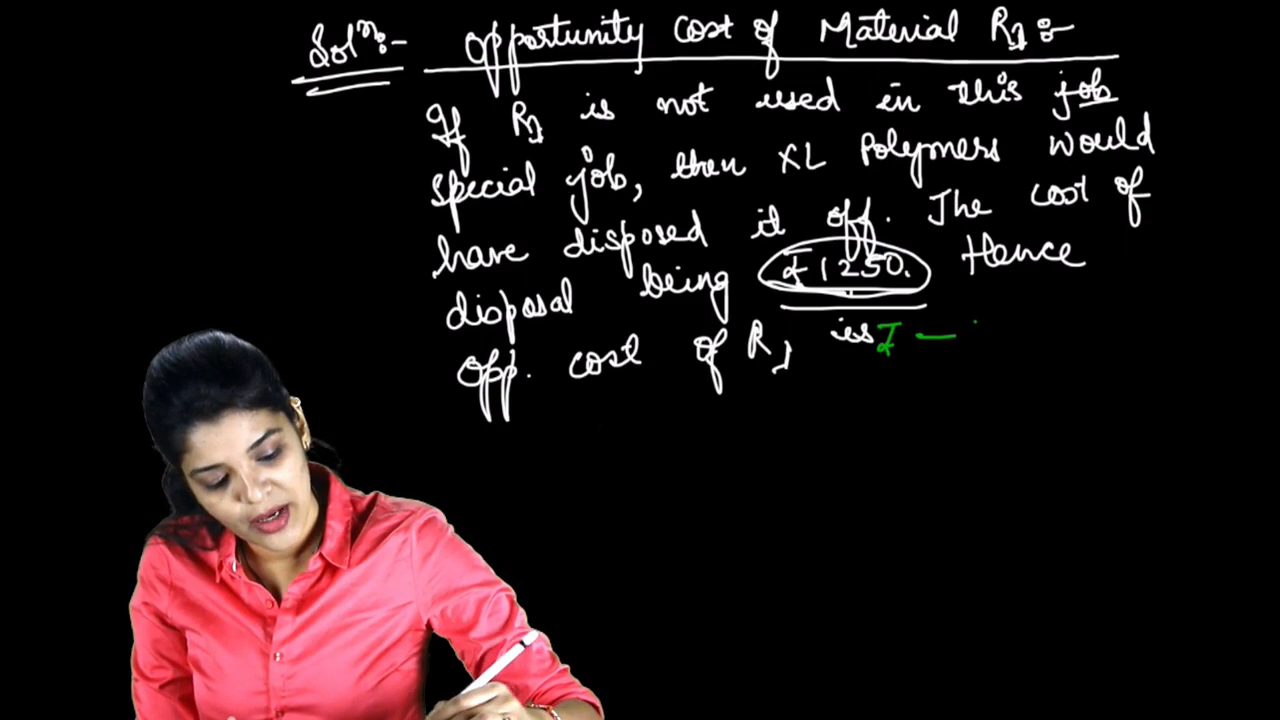 Solⁿ:- Opportunity Cost of Material R₁ :-
If R₁ is not used in this job
special job, then XL Polymers would
have disposed it off. The cost of
disposal being £1250. Hence
Opp. cost of R₁ is £ —